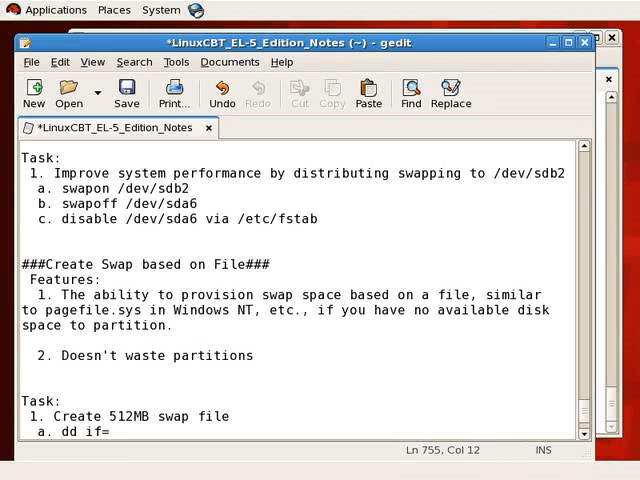 Applications Places System
*LinuxCBT_EL-5_Edition_Notes (~) - gedit
File Edit View Search Tools Documents Help
New Open Save Print... Undo Redo Cut Copy Paste Find Replace
*LinuxCBT_EL-5_Edition_Notes
Task:
1. Improve system performance by distributing swapping to /dev/sdb2
a. swapon /dev/sdb2
b. swapoff /dev/sda6
c. disable /dev/sda6 via /etc/fstab
###Create Swap based on File###
Features:
1. The ability to provision swap space based on a file, similar
to pagefile.sys in Windows NT, etc., if you have no available disk
space to partition.
2. Doesn't waste partitions
Task:
1. Create 512MB swap file
a. dd if=
Ln 755, Col 12 INS